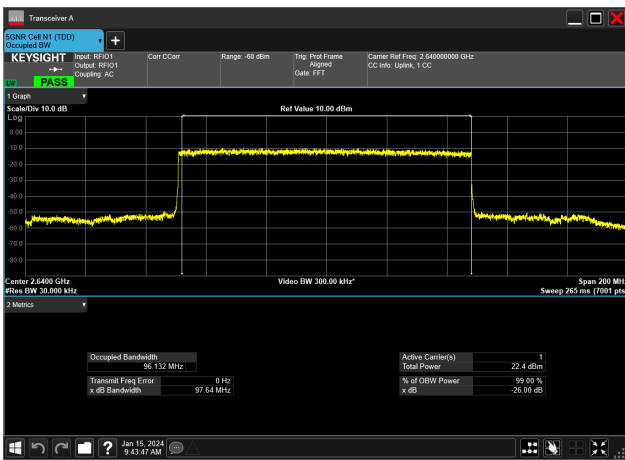 Transceiver A
5GNR Cell N1 (TDD)
Occupied BW
KEYSIGHT
LV
PASS
Input: RFIO1
Output: RFIO1
Coupling: AC
Corr CCorr
Range: -60 dBm
Trig: Prot Frame
Aligned
Gate: FFT
Carrier Ref Freq: 2.640000000 GHz
CC Info: Uplink, 1 CC
1 Graph
Scale/Div 10.0 dB
Ref Value 10.00 dBm
Log
0.00
-10.0
-20.0
-30.0
-40.0
-50.0
-60.0
-70.0
-80.0
Center 2.6400 GHz
Video BW 300.00 kHz*
Span 200 MHz
#Res BW 30.000 kHz
Sweep 265 ms (7001 pts
2 Metrics
Occupied Bandwidth
96.132 MHz
Transmit Freq Error 0 Hz
x dB Bandwidth 97.64 MHz
Active Carrier(s) 1
Total Power 22.4 dBm
% of OBW Power 99.00 %
x dB -26.00 dB
Jan 15, 2024
9:43:47 AM